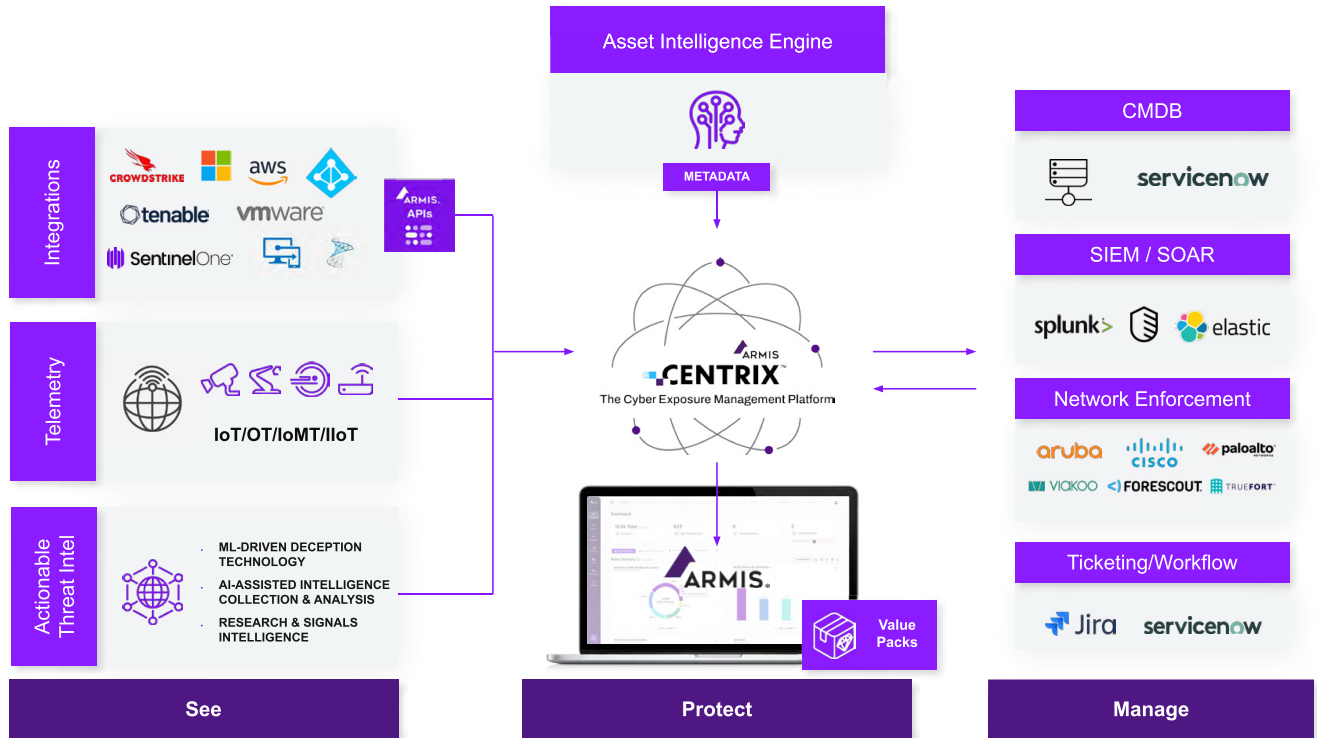 Asset Intelligence Engine
METADATA
Integrations
CROWDSTRIKE
aws
tenable
vmware
SentinelOne
ARMIS.
APIs
Telemetry
IoT/OT/IoMT/IIoT
Actionable
Threat Intel
ML-DRIVEN DECEPTION
TECHNOLOGY
AI-ASSISTED INTELLIGENCE
COLLECTION & ANALYSIS
RESEARCH & SIGNALS
INTELLIGENCE
See
ARMIS
CENTRIX™
The Cyber Exposure Management Platform
Dashboard
ARMIS.
Value
Packs
Protect
CMDB
servicenow
SIEM / SOAR
splunk>
elastic
Network Enforcement
aruba
CISCO
paloalto
NETWORKS
VIAKOO
FORESCOUT.
TRUEFORT
Ticketing/Workflow
Jira
servicenow
Manage